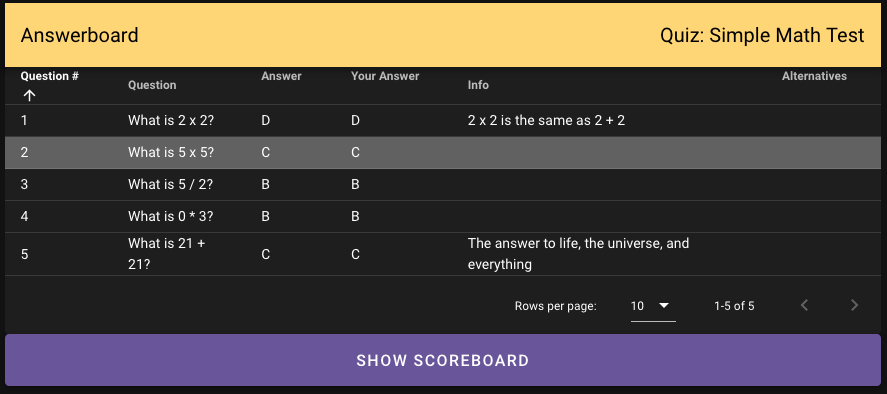 Answerboard Quiz: Simple Math Test
Question # Question Answer Your Answer Info Alternatives
1 What is 2 x 2? D D 2 x 2 is the same as 2 + 2
2 What is 5 x 5? C C
3 What is 5 / 2? B B
4 What is 0 * 3? B B
5 What is 21 + 21? C C The answer to life, the universe, and everything
Rows per page: 10 1-5 of 5
SHOW SCOREBOARD